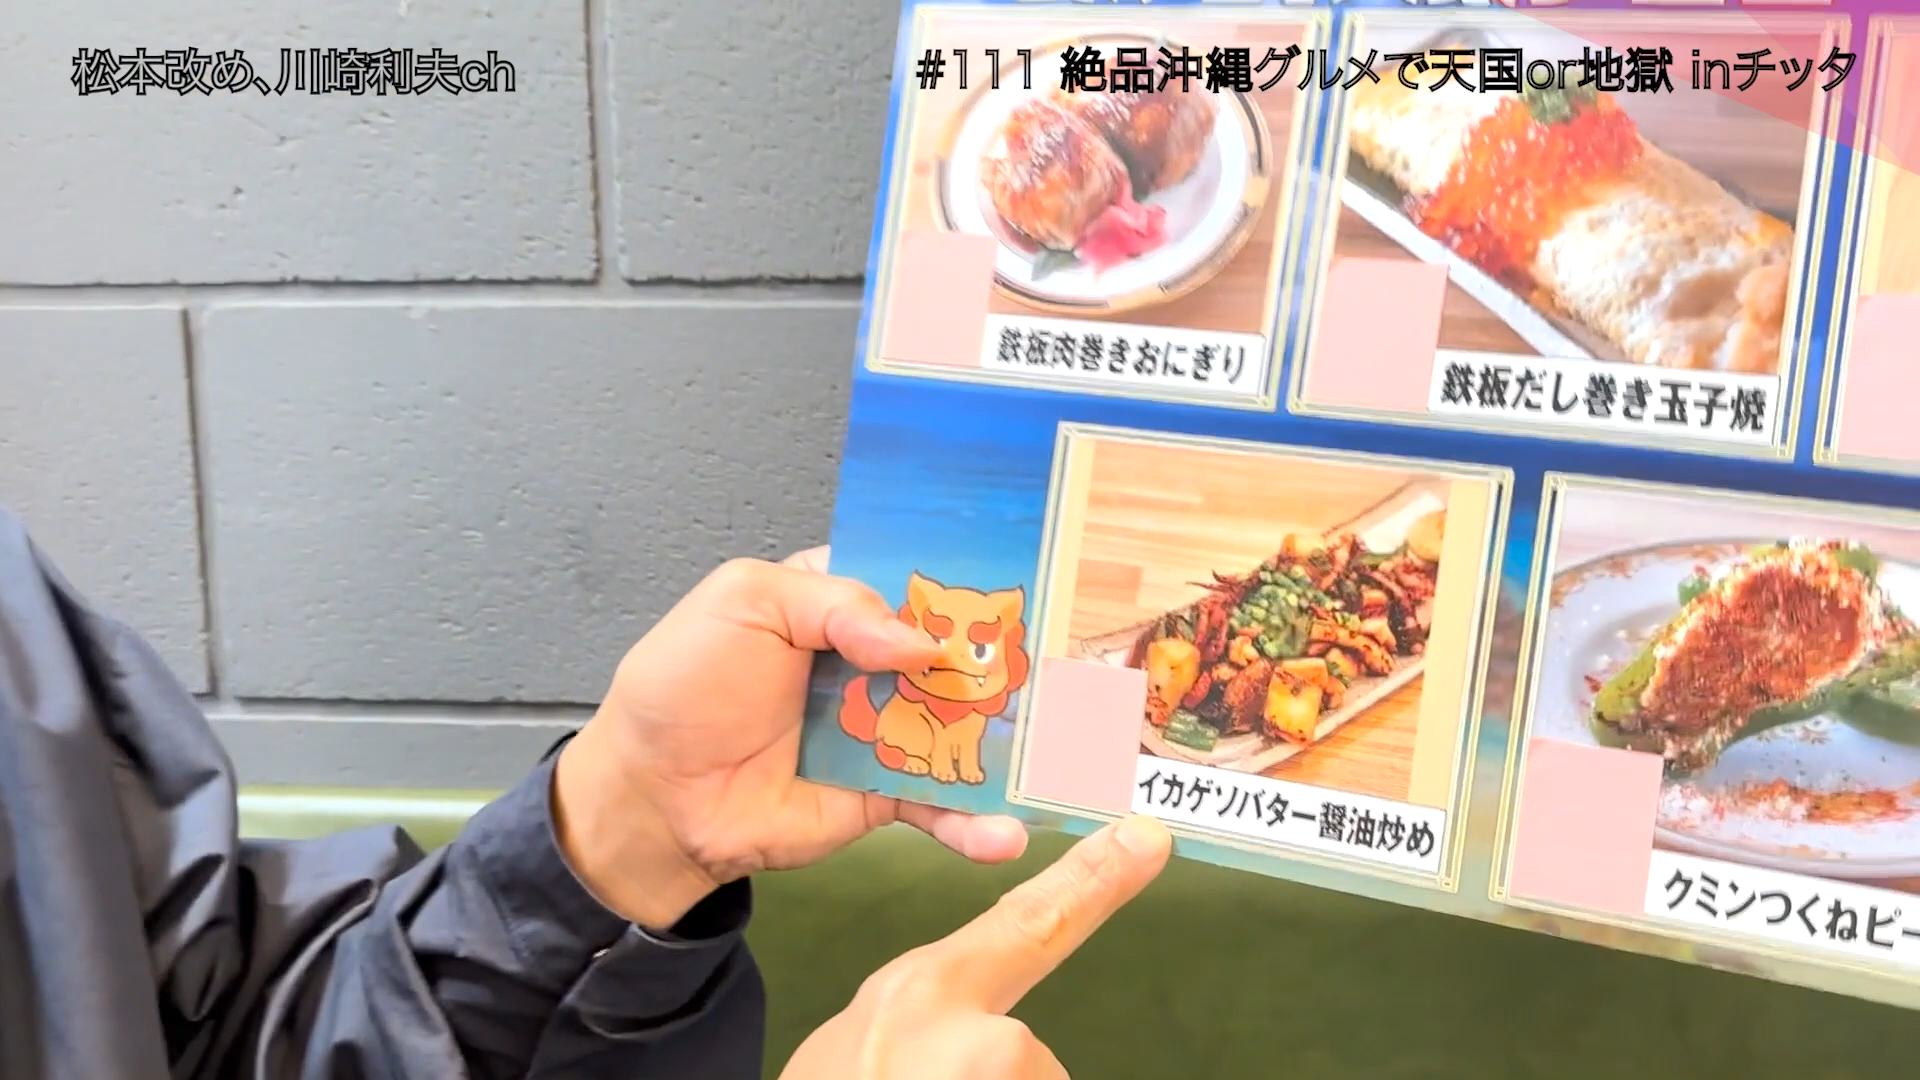 松本改め、川崎利夫ch
#111 絶品沖縄グルメで天国or地獄 inチッタ
鉄板肉巻きおにぎり
鉄板だし巻き玉子焼
イカゲソバター醤油炒め
クミンつくねピー